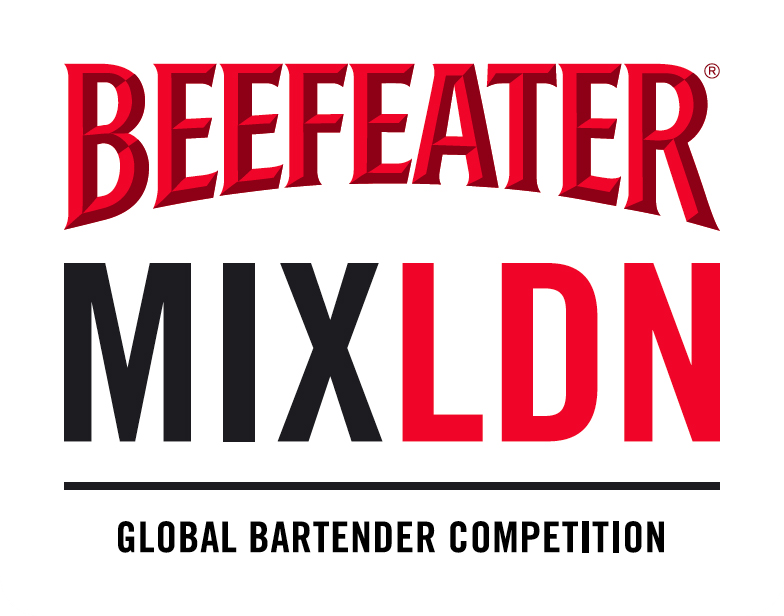 BEEFEATER®
MIXLDN
GLOBAL BARTENDER COMPETITION